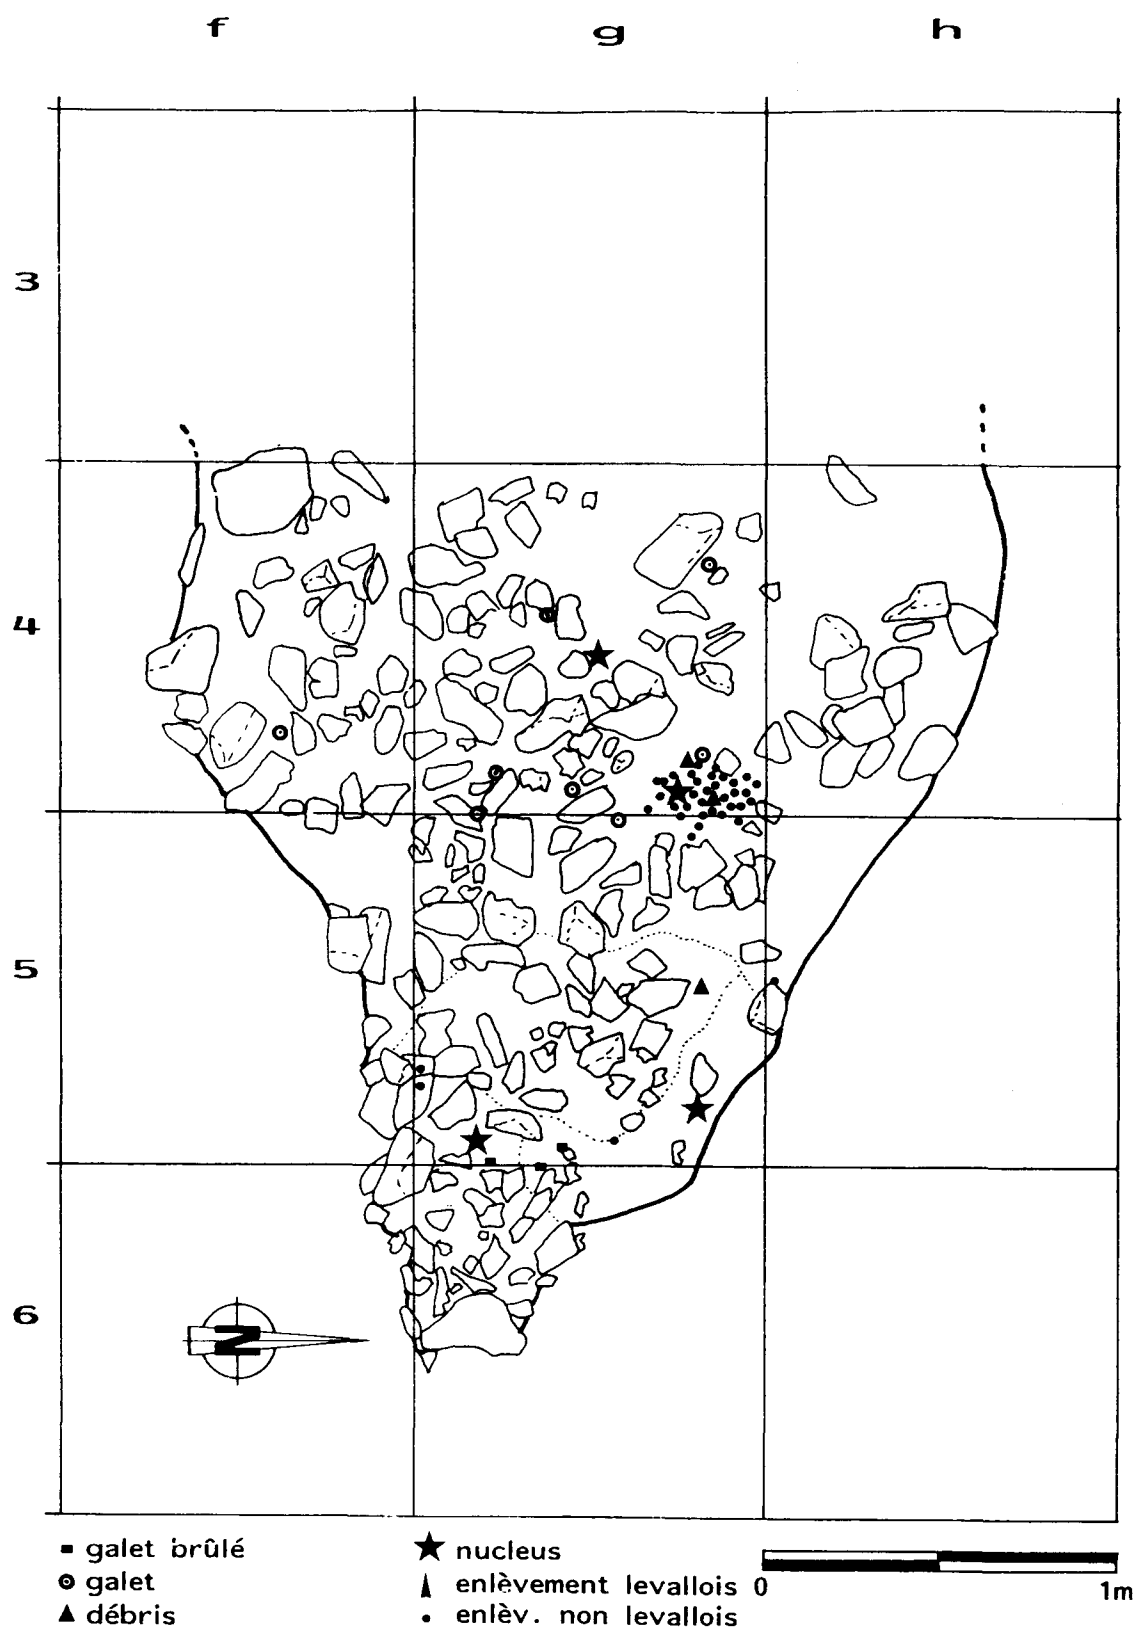 f g h
3
4
5
6
N
galet brûlé
galet
débris
nucleus
enlèvement levallois
enlèv. non levallois
0 1m